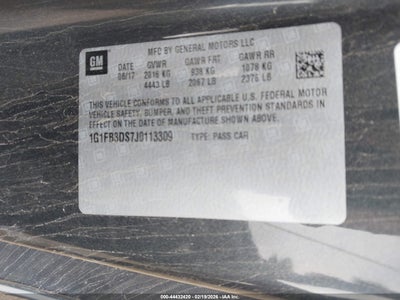 GM
MFC BY GENERAL MOTORS LLC
DATE GVWR GAWR FRT GAWR RR
08/17 2016 KG 938 KG 1078 KG
4443 LB 2067 LB 2376 LB
THIS VEHICLE CONFORMS TO ALL APPLICABLE U.S. FEDERAL MOTOR
VEHICLE SAFETY, BUMPER, AND THEFT PREVENTION STANDARDS IN
EFFECT ON THE DATE OF MANUFACTURE SHOWN ABOVE.
1G1FB3DS7J0113309 TYPE: PASS CAR
000-44432420 - 02/19/2026 - IAA Inc.